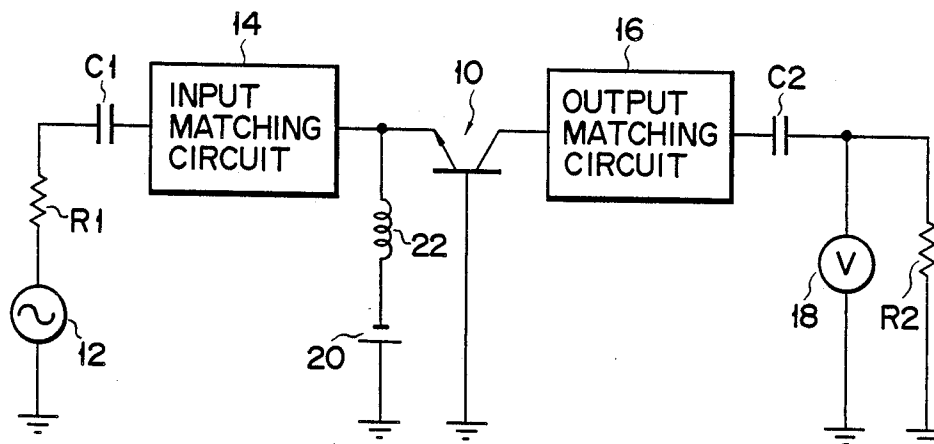 14
C1
INPUT
MATCHING
CIRCUIT
10
16
OUTPUT
MATCHING
CIRCUIT
C2
R1
22
V
18
R2
12
20